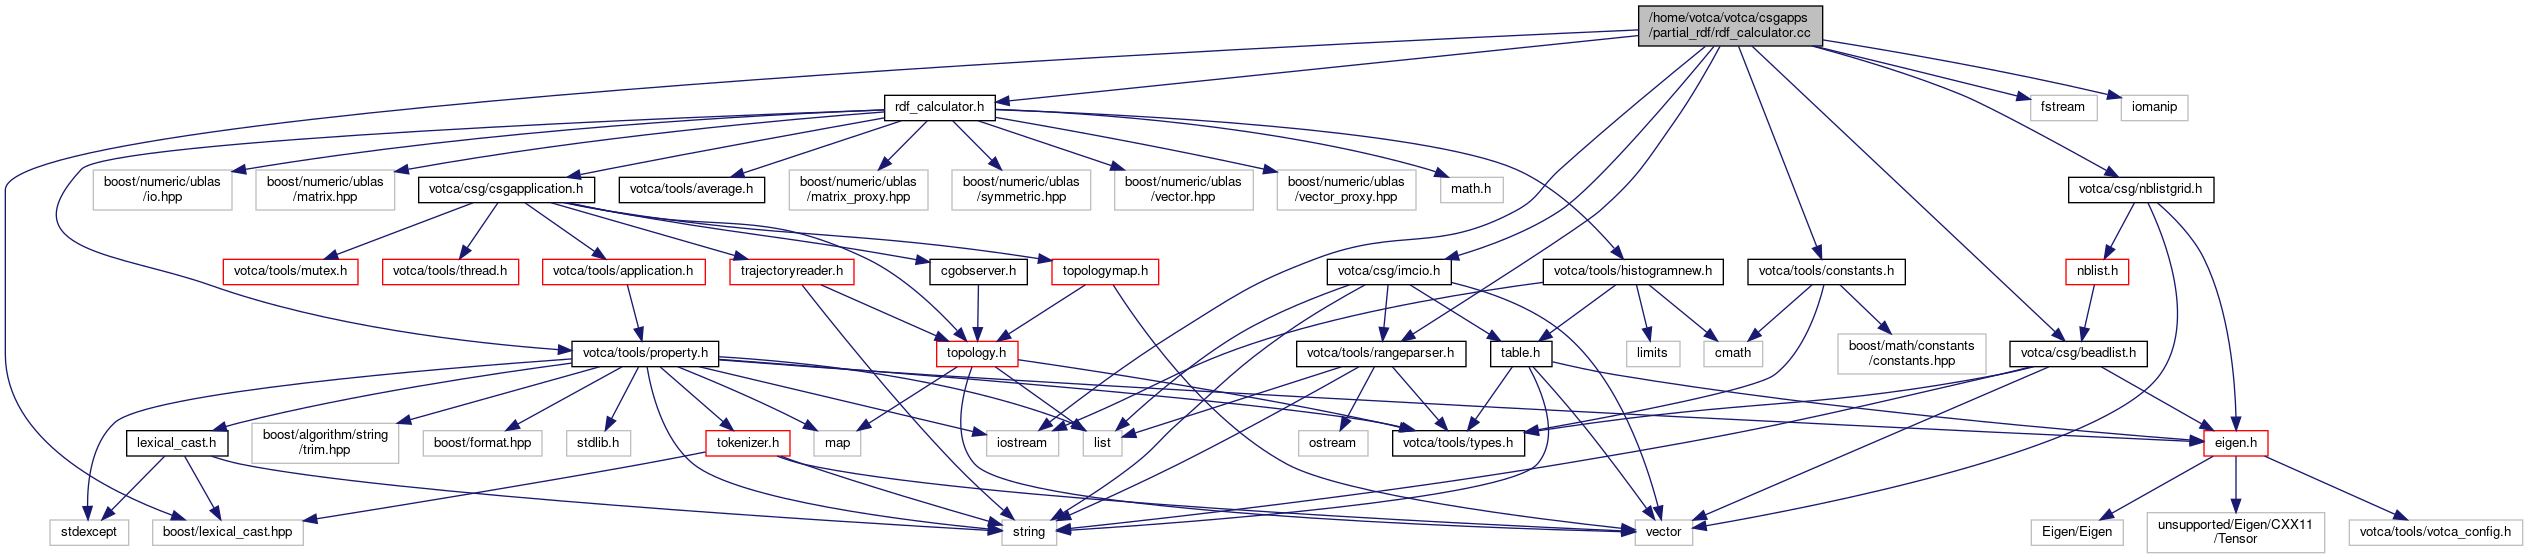 /home/votca/votca/csgapps
/partial_rdf/rdf_calculator.cc
rdf_calculator.h
fstream
iomanip
boost/numeric/ublas
/io.hpp
boost/numeric/ublas
/matrix.hpp
votca/csg/csgapplication.h
votca/tools/average.h
boost/numeric/ublas
/matrix_proxy.hpp
boost/numeric/ublas
/symmetric.hpp
boost/numeric/ublas
/vector.hpp
boost/numeric/ublas
/vector_proxy.hpp
math.h
votca/csg/nblistgrid.h
votca/tools/mutex.h
votca/tools/thread.h
votca/tools/application.h
trajectoryreader.h
cgobserver.h
topologymap.h
votca/csg/imcio.h
votca/tools/histogramnew.h
votca/tools/constants.h
nblist.h
votca/tools/property.h
topology.h
votca/tools/rangeparser.h
table.h
limits
cmath
boost/math/constants
/constants.hpp
votca/csg/beadlist.h
lexical_cast.h
boost/algorithm/string
/trim.hpp
boost/format.hpp
stdlib.h
tokenizer.h
map
iostream
list
ostream
votca/tools/types.h
eigen.h
stdexcept
boost/lexical_cast.hpp
string
vector
Eigen/Eigen
unsupported/Eigen/CXX11
/Tensor
votca/tools/votca_config.h